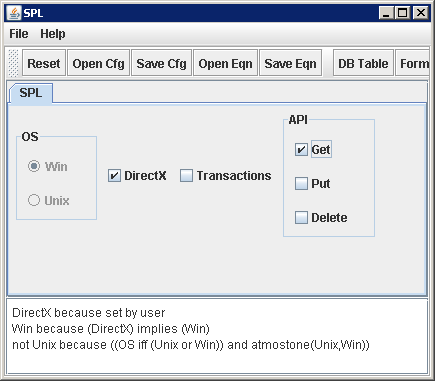 SPL
File Help
Reset Open Cfg Save Cfg Open Eqn Save Eqn DB Table Form
SPL
API
OS
Get
Win
DirectX Transactions
Put
Unix
Delete
DirectX because set by user
Win because (DirectX) implies (Win)
not Unix because ((OS iff (Unix or Win)) and atmostone(Unix,Win))